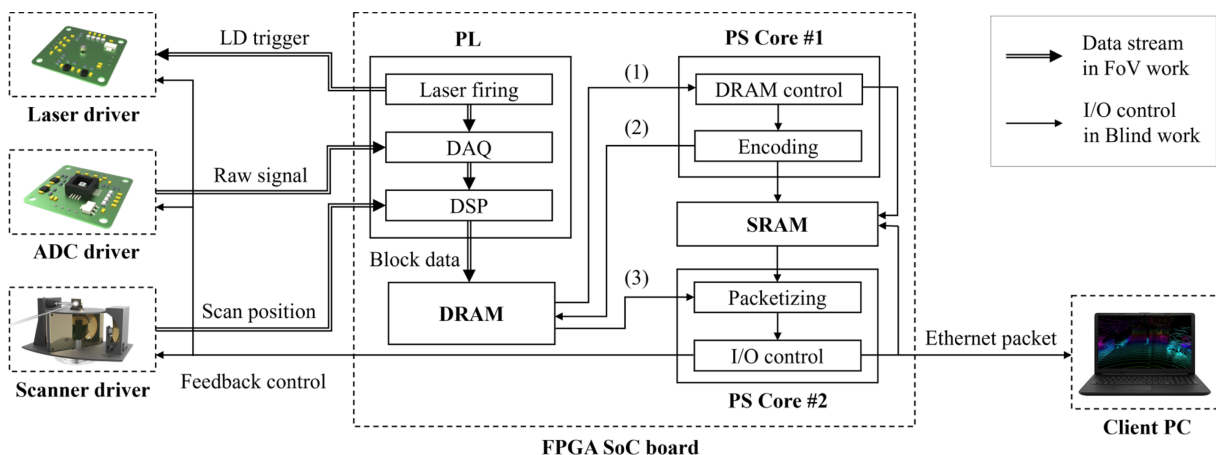 LD trigger
Laser driver
Raw signal
ADC driver
Scan position
Scanner driver
Feedback control
PL
Laser firing
DAQ
DSP
Block data
DRAM
(1)
(2)
(3)
PS Core #1
DRAM control
Encoding
SRAM
Packetizing
I/O control
PS Core #2
FPGA SoC board
Ethernet packet
Client PC
Data stream
in FoV work
I/O control
in Blind work